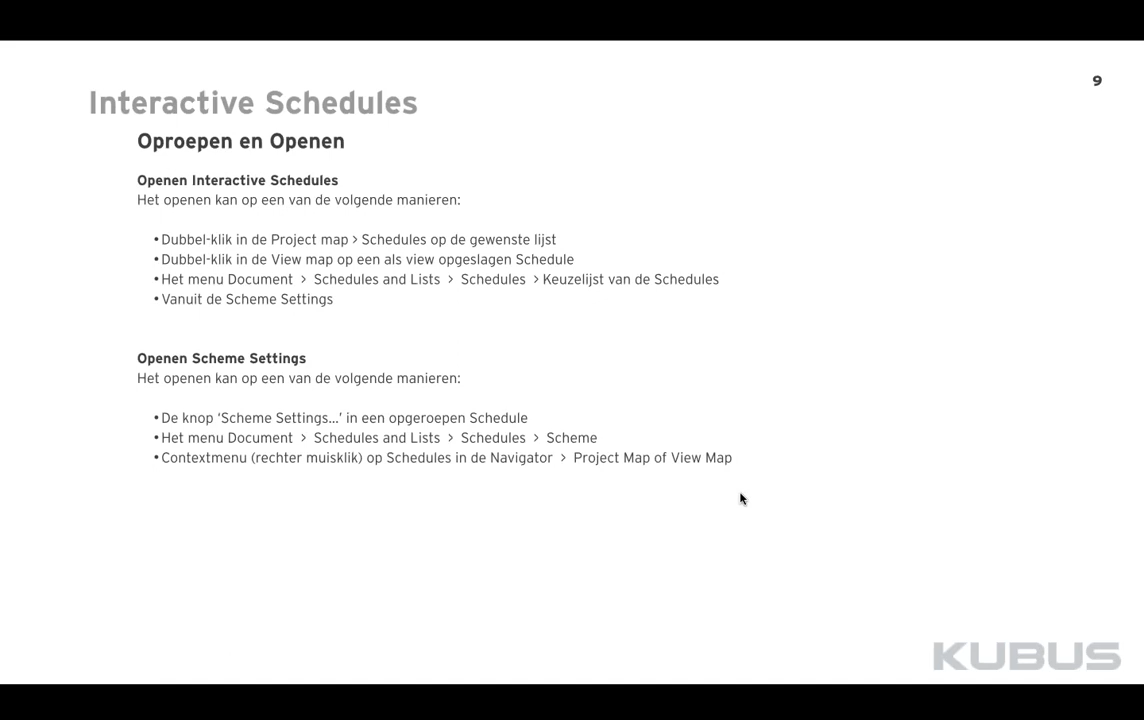 9
Interactive Schedules
Oproepen en Openen
Openen Interactive Schedules
Het openen kan op een van de volgende manieren:
•Dubbel-klik in de Project map > Schedules op de gewenste lijst
•Dubbel-klik in de View map op een als view opgeslagen Schedule
•Het menu Document > Schedules and Lists > Schedules > Keuzelijst van de Schedules
•Vanuit de Scheme Settings
Openen Scheme Settings
Het openen kan op een van de volgende manieren:
•De knop ‘Scheme Settings...’ in een opgeroepen Schedule
•Het menu Document > Schedules and Lists > Schedules > Scheme
•Contextmenu (rechter muisklik) op Schedules in de Navigator > Project Map of View Map
KUBUS